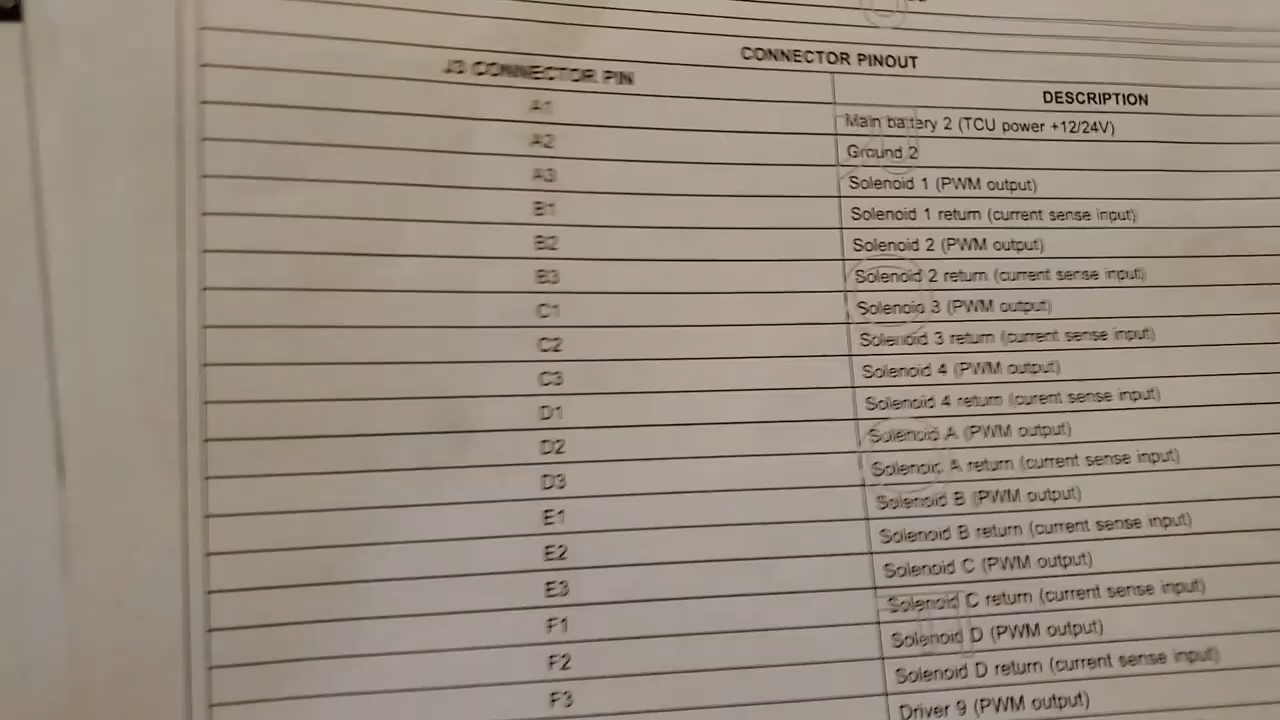 CONNECTOR PINOUT
J3 CONNECTOR PIN DESCRIPTION
A1 Main battery 2 (TCU power +12/24V)
A2 Ground 2
A3 Solenoid 1 (PWM output)
B1 Solenoid 1 return (current sense input)
B2 Solenoid 2 (PWM output)
B3 Solenoid 2 return (current sense input)
C1 Solenoid 3 (PWM output)
C2 Solenoid 3 return (current sense input)
C3 Solenoid 4 (PWM output)
D1 Solenoid 4 return (curent sense input)
D2 Solenoid A (PWM output)
D3 Solenoid A return (current sense input)
E1 Solenoid B (PWM output)
E2 Solenoid B return (current sense input)
E3 Solenoid C (PWM output)
F1 Solenoid C return (current sense input)
F2 Solenoid D (PWM output)
F3 Solenoid D return (current sense input)
Driver 9 (PWM output)